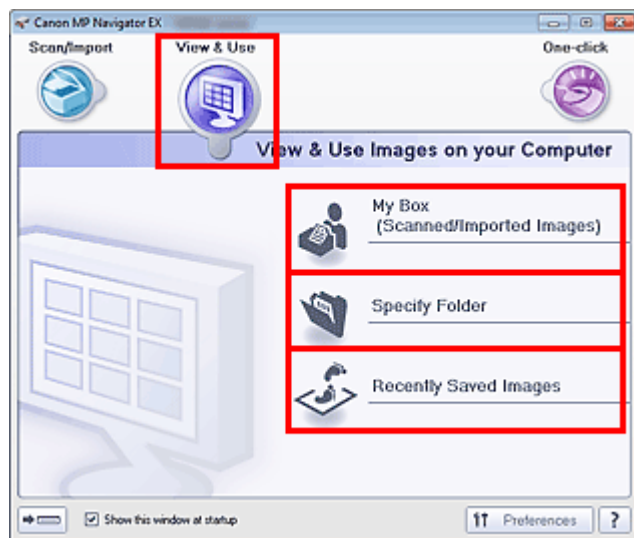 Canon MP Navigator EX
Scan/Import
View & Use
One-click
View & Use Images on your Computer
My Box
(Scanned/Imported Images)
Specify Folder
Recently Saved Images
Show this window at startup
Preferences
?